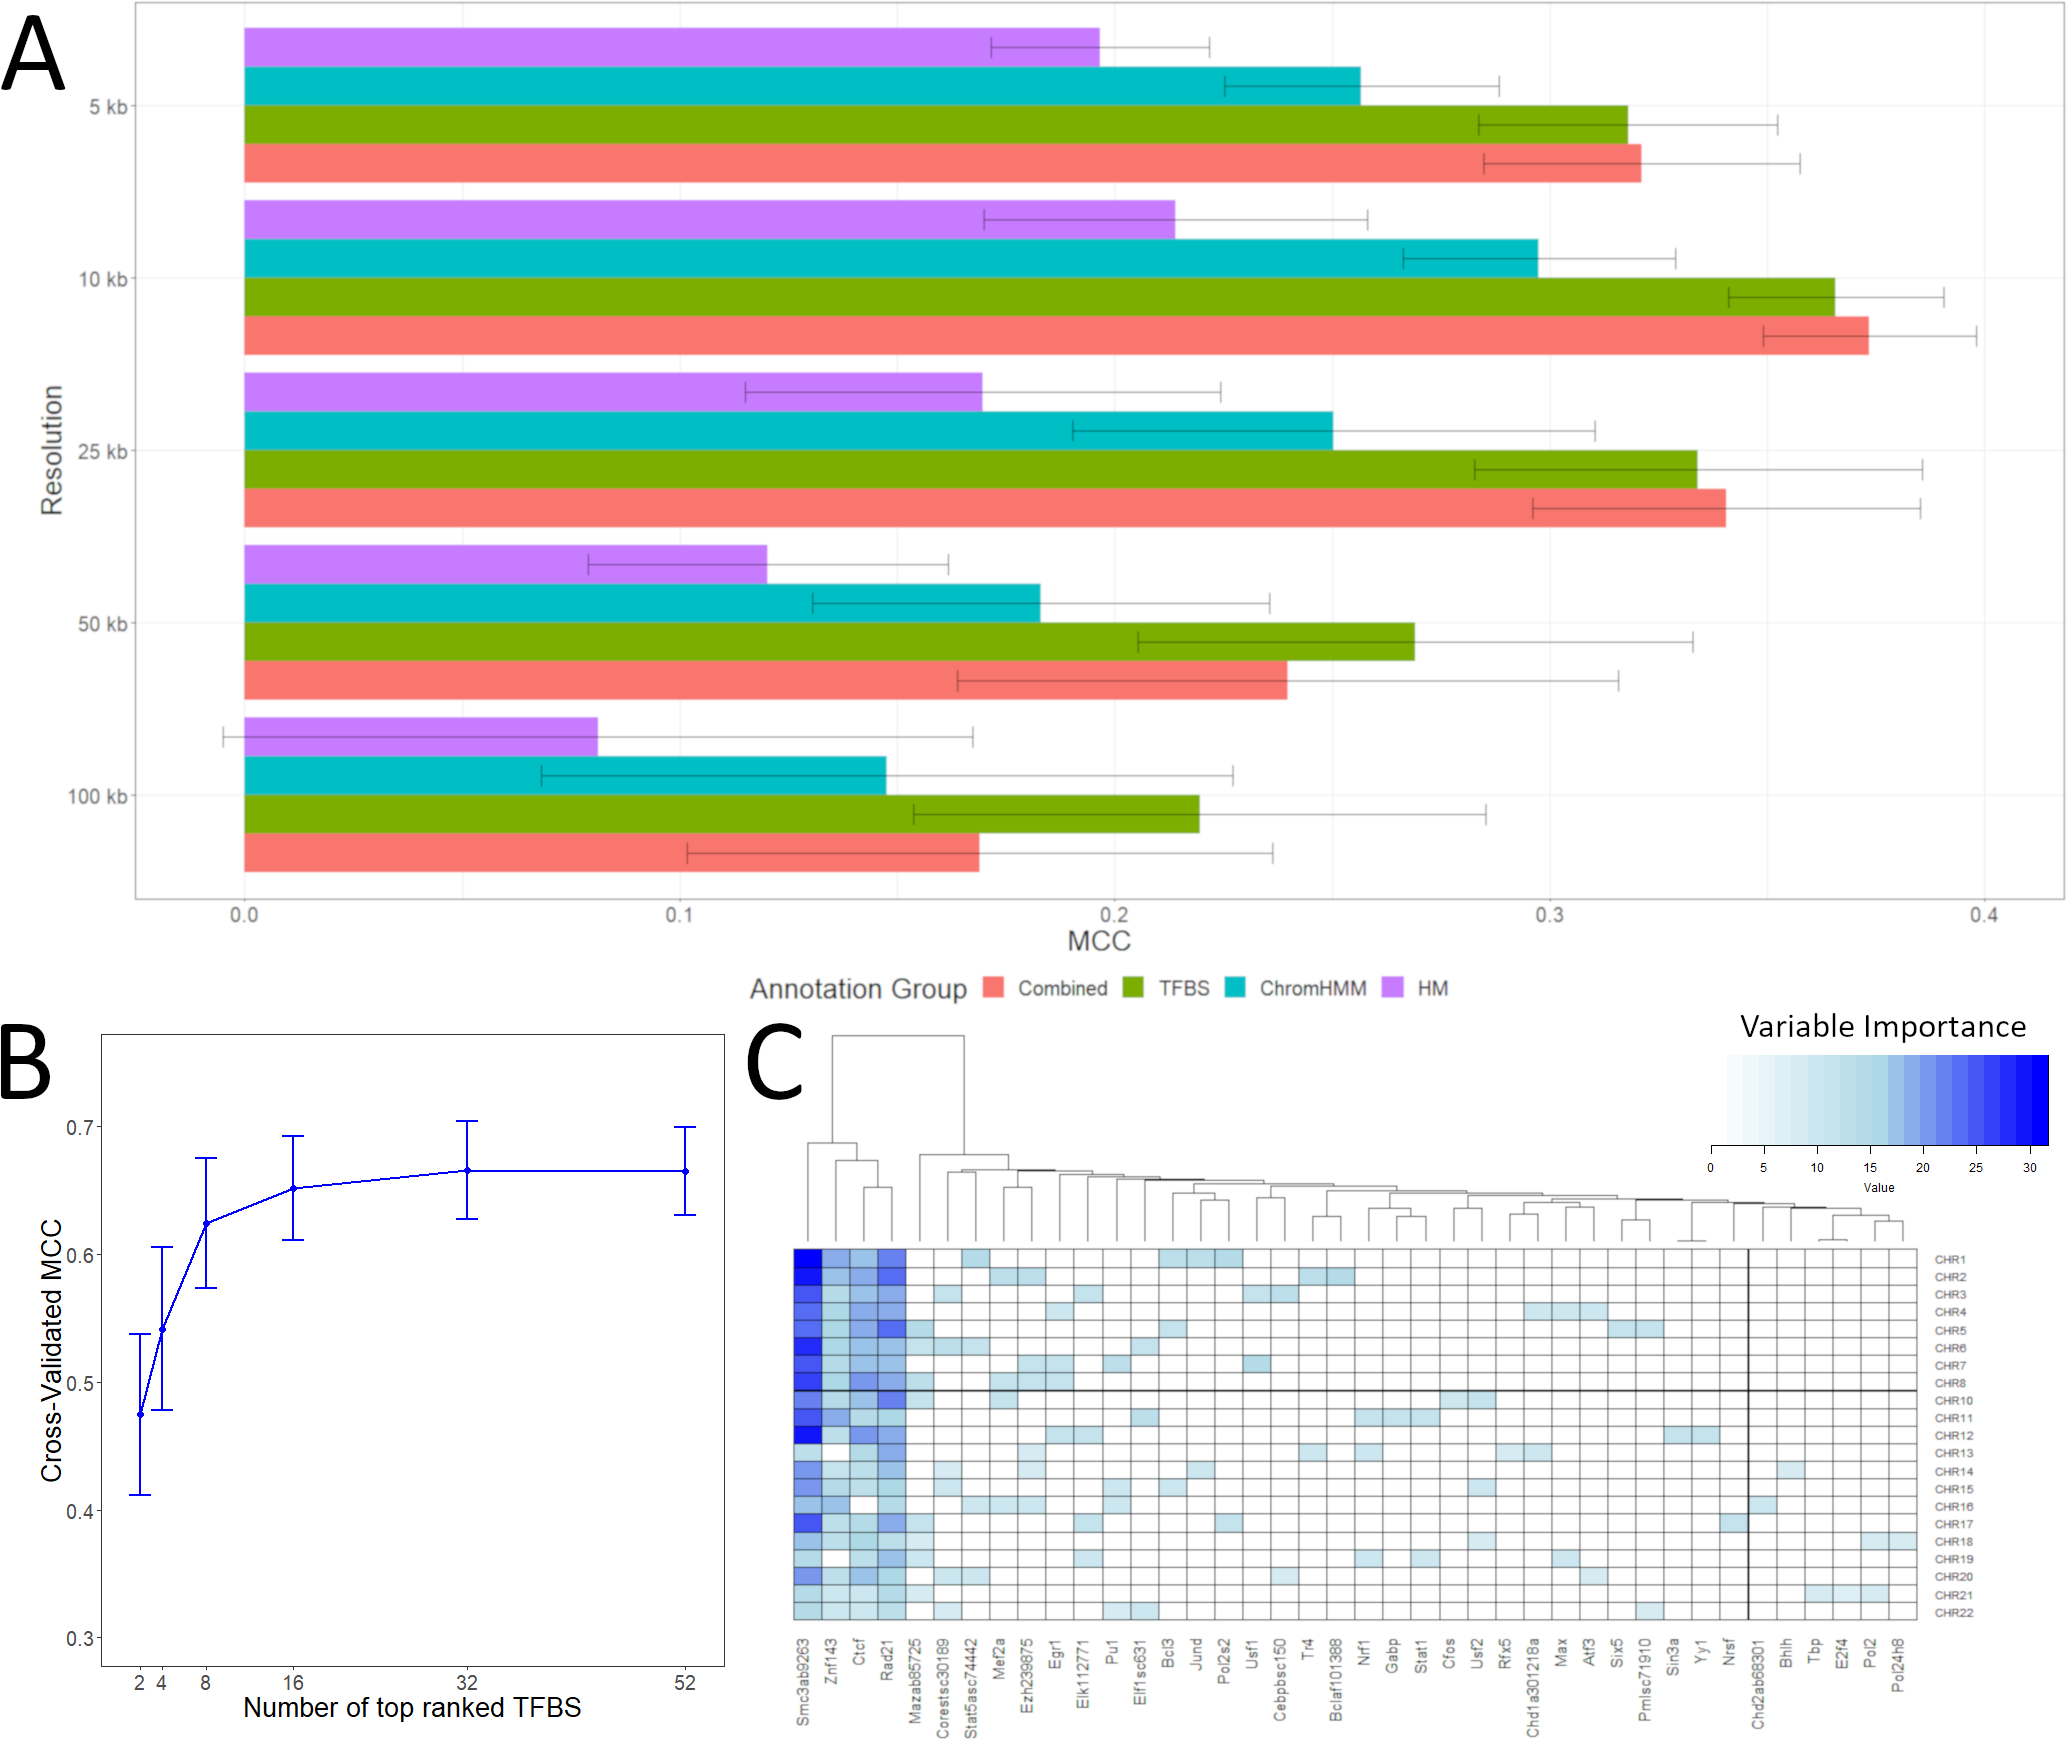 A
5 kb
10 kb
25 kb
50 kb
100 kb
Resolution
0.0 0.1 0.2 0.3 0.4
MCC
Annotation Group Combined TFBS ChromHMM HM
B
0.7
0.6
0.5
0.4
0.3
Cross-Validated MCC
2 4 8 16 32 52
Number of top ranked TFBS
C
Variable Importance
0 5 10 15 20 25 30
Value
CHR1
CHR2
CHR3
CHR4
CHR5
CHR6
CHR7
CHR8
CHR10
CHR11
CHR12
CHR13
CHR14
CHR15
CHR16
CHR17
CHR18
CHR19
CHR20
CHR21
CHR22
Smc3ab9263
Znf143
Ctcf
Rad21
Mazab85725
Corestsc30189
Stat5asc74442
Mef2a
Ezh239875
Egr1
Elk112771
Pu1
Elf1sc631
Bcl3
Jund
Pol2s2
Usf1
Cebpbsc150
Tr4
Bclaf101388
Nrf1
Gabp
Stat1
Cfos
Usf2
Rfx5
Chd1a301218a
Max
Atf3
Six5
Pmlsc71910
Sin3a
Yy1
Nrsf
Chd2ab68301
Bhlh
Tbp
E2f4
Pol2
Pol24h8